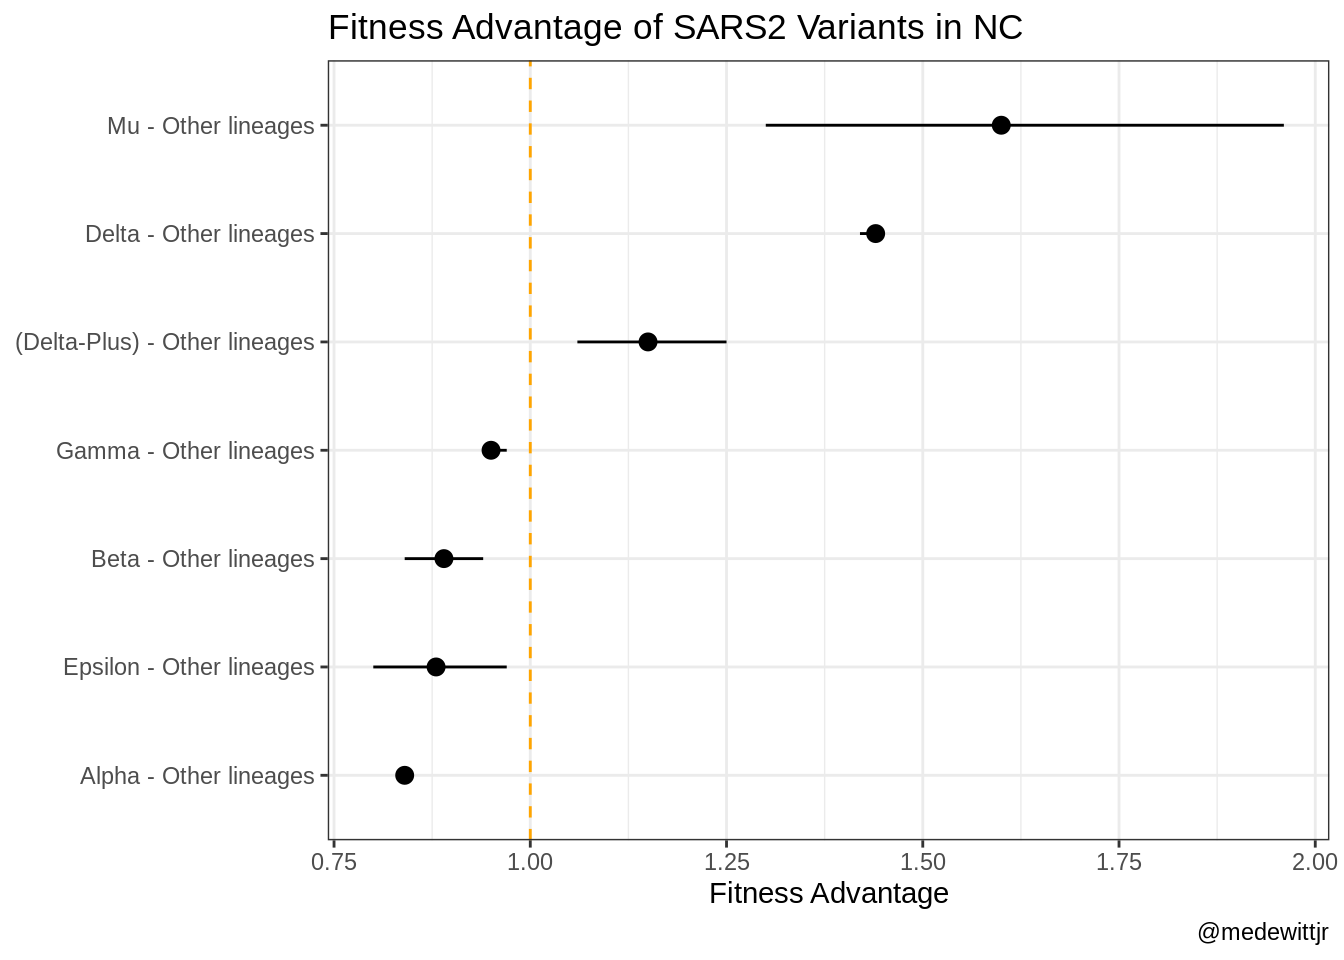 Fitness Advantage of SARS2 Variants in NC
Mu - Other lineages
Delta - Other lineages
(Delta-Plus) - Other lineages
Gamma - Other lineages
Beta - Other lineages
Epsilon - Other lineages
Alpha - Other lineages
0.75 1.00 1.25 1.50 1.75 2.00
Fitness Advantage
@medewittjr